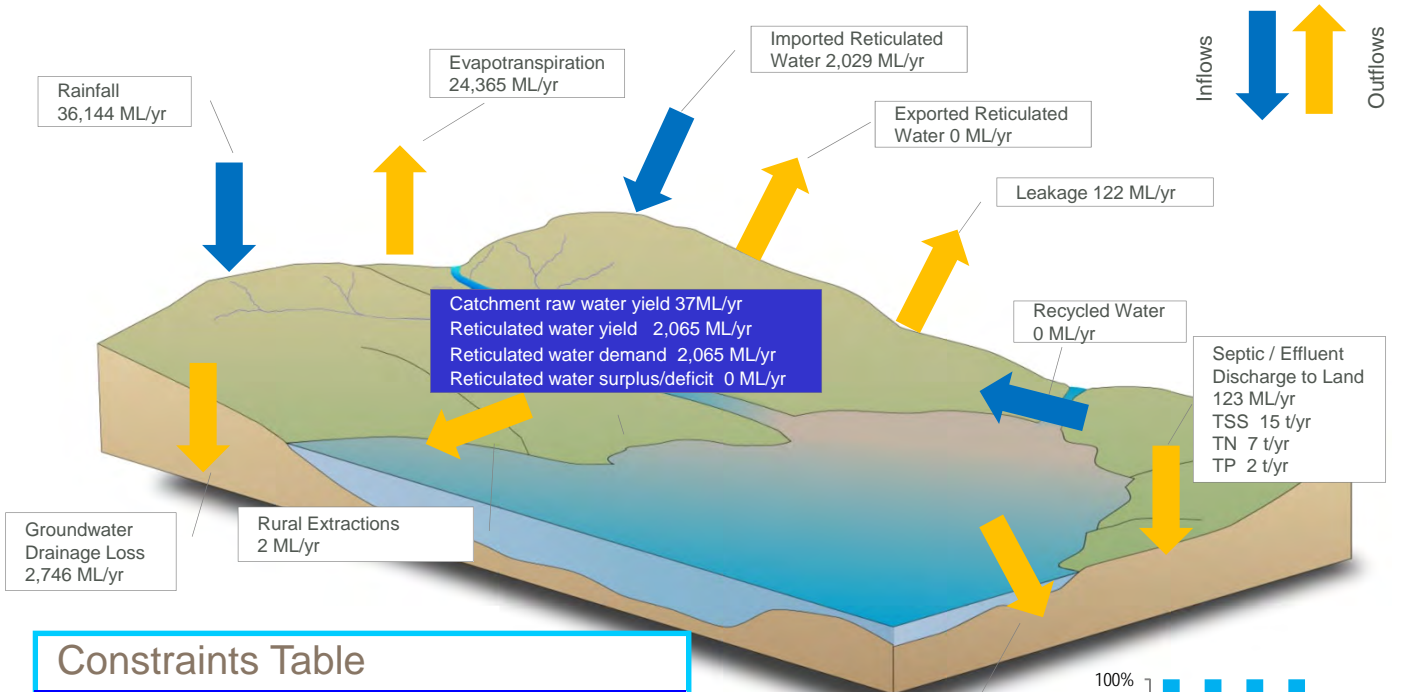 Rainfall
36,144 ML/yr
Evapotranspiration
24,365 ML/yr
Imported Reticulated
Water 2,029 ML/yr
Exported Reticulated
Water 0 ML/yr
Inflows
Outflows
Leakage 122 ML/yr
Catchment raw water yield 37ML/yr
Reticulated water yield 2,065 ML/yr
Reticulated water demand 2,065 ML/yr
Reticulated water surplus/deficit 0 ML/yr
Recycled Water
0 ML/yr
Septic / Effluent
Discharge to Land
123 ML/yr
TSS 15 t/yr
TN 7 t/yr
TP 2 t/yr
Groundwater
Drainage Loss
2,746 ML/yr
Rural Extractions
2 ML/yr
Constraints Table
100%